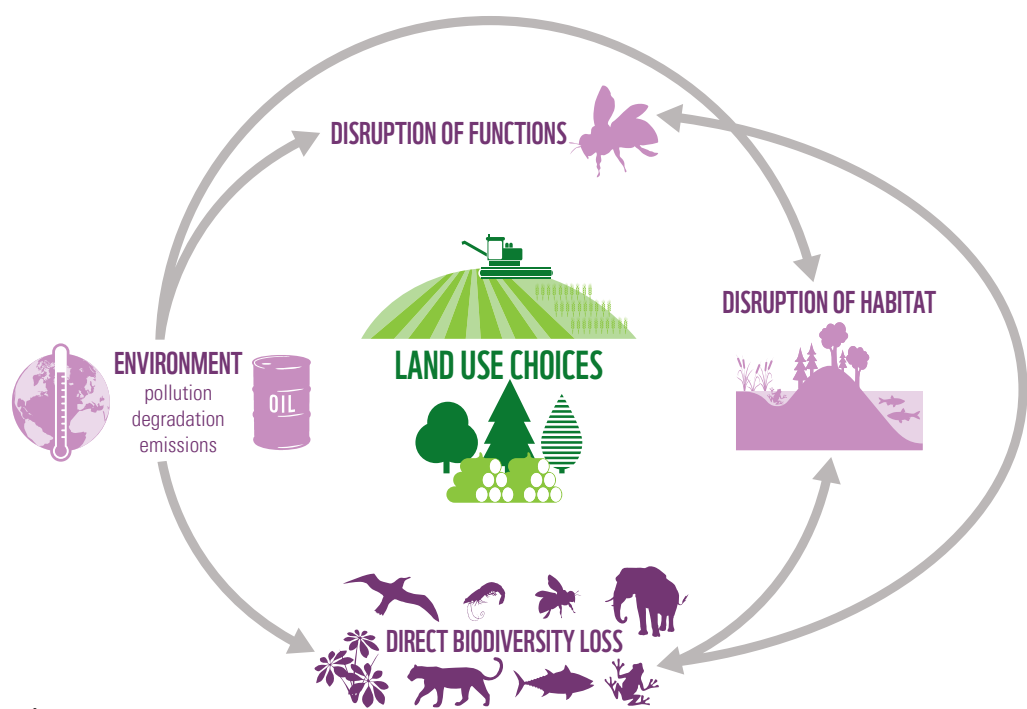 DISRUPTION OF FUNCTIONS
DISRUPTION OF HABITAT
ENVIRONMENT
pollution
degradation
emissions
OIL
LAND USE CHOICES
DIRECT BIODIVERSITY LOSS